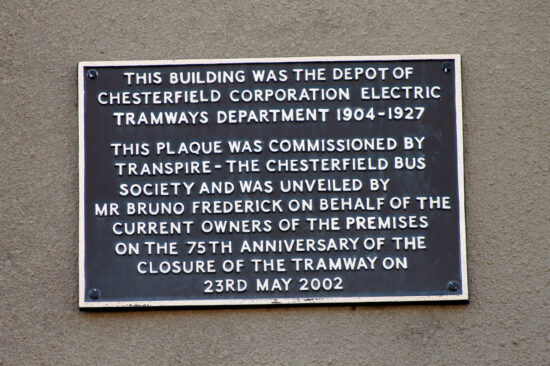 THIS BUILDING WAS THE DEPOT OF
CHESTERFIELD CORPORATION ELECTRIC
TRAMWAYS DEPARTMENT 1904-1927
THIS PLAQUE WAS COMMISSIONED BY
TRANSPIRE - THE CHESTERFIELD BUS
SOCIETY AND WAS UNVEILED BY
MR BRUNO FREDERICK ON BEHALF OF THE
CURRENT OWNERS OF THE PREMISES
ON THE 75TH ANNIVERSARY OF THE
CLOSURE OF THE TRAMWAY ON
23RD MAY 2002